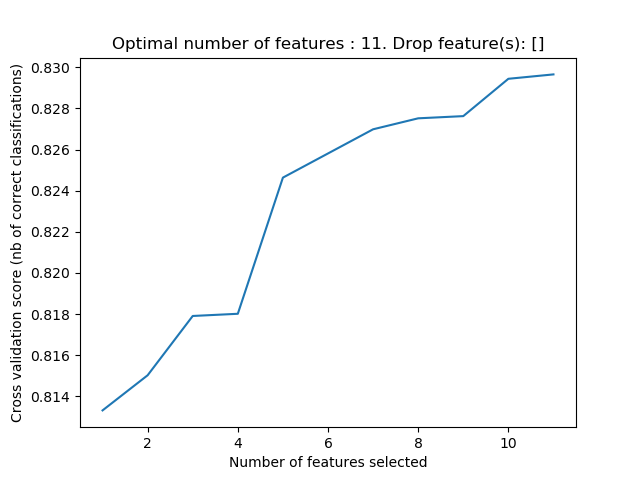 Optimal number of features : 11. Drop feature(s): []
Cross validation score (nb of correct classifications)
0.830
0.828
0.826
0.824
0.822
0.820
0.818
0.816
0.814
2 4 6 8 10
Number of features selected